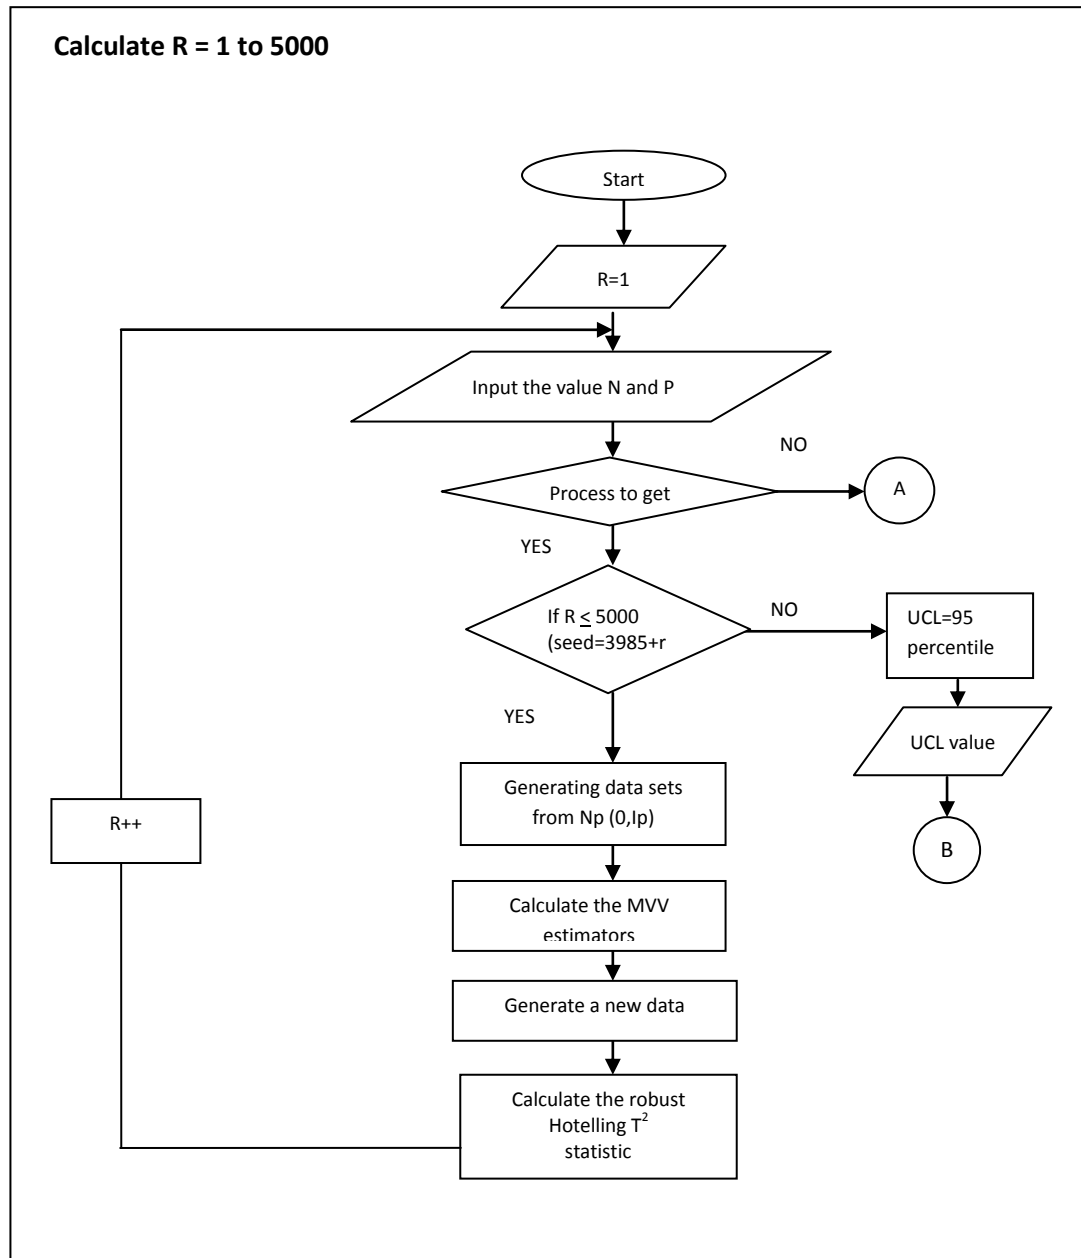 Calculate R = 1 to 5000
Start
R=1
Input the value N and P
NO
Process to get
A
YES
If R ≤ 5000
(seed=3985+r
NO
UCL=95
percentile
YES
UCL value
Generating data sets
from Np (0,Ip)
R++
B
Calculate the MVV
estimators
Generate a new data
Calculate the robust
Hotelling T²
statistic